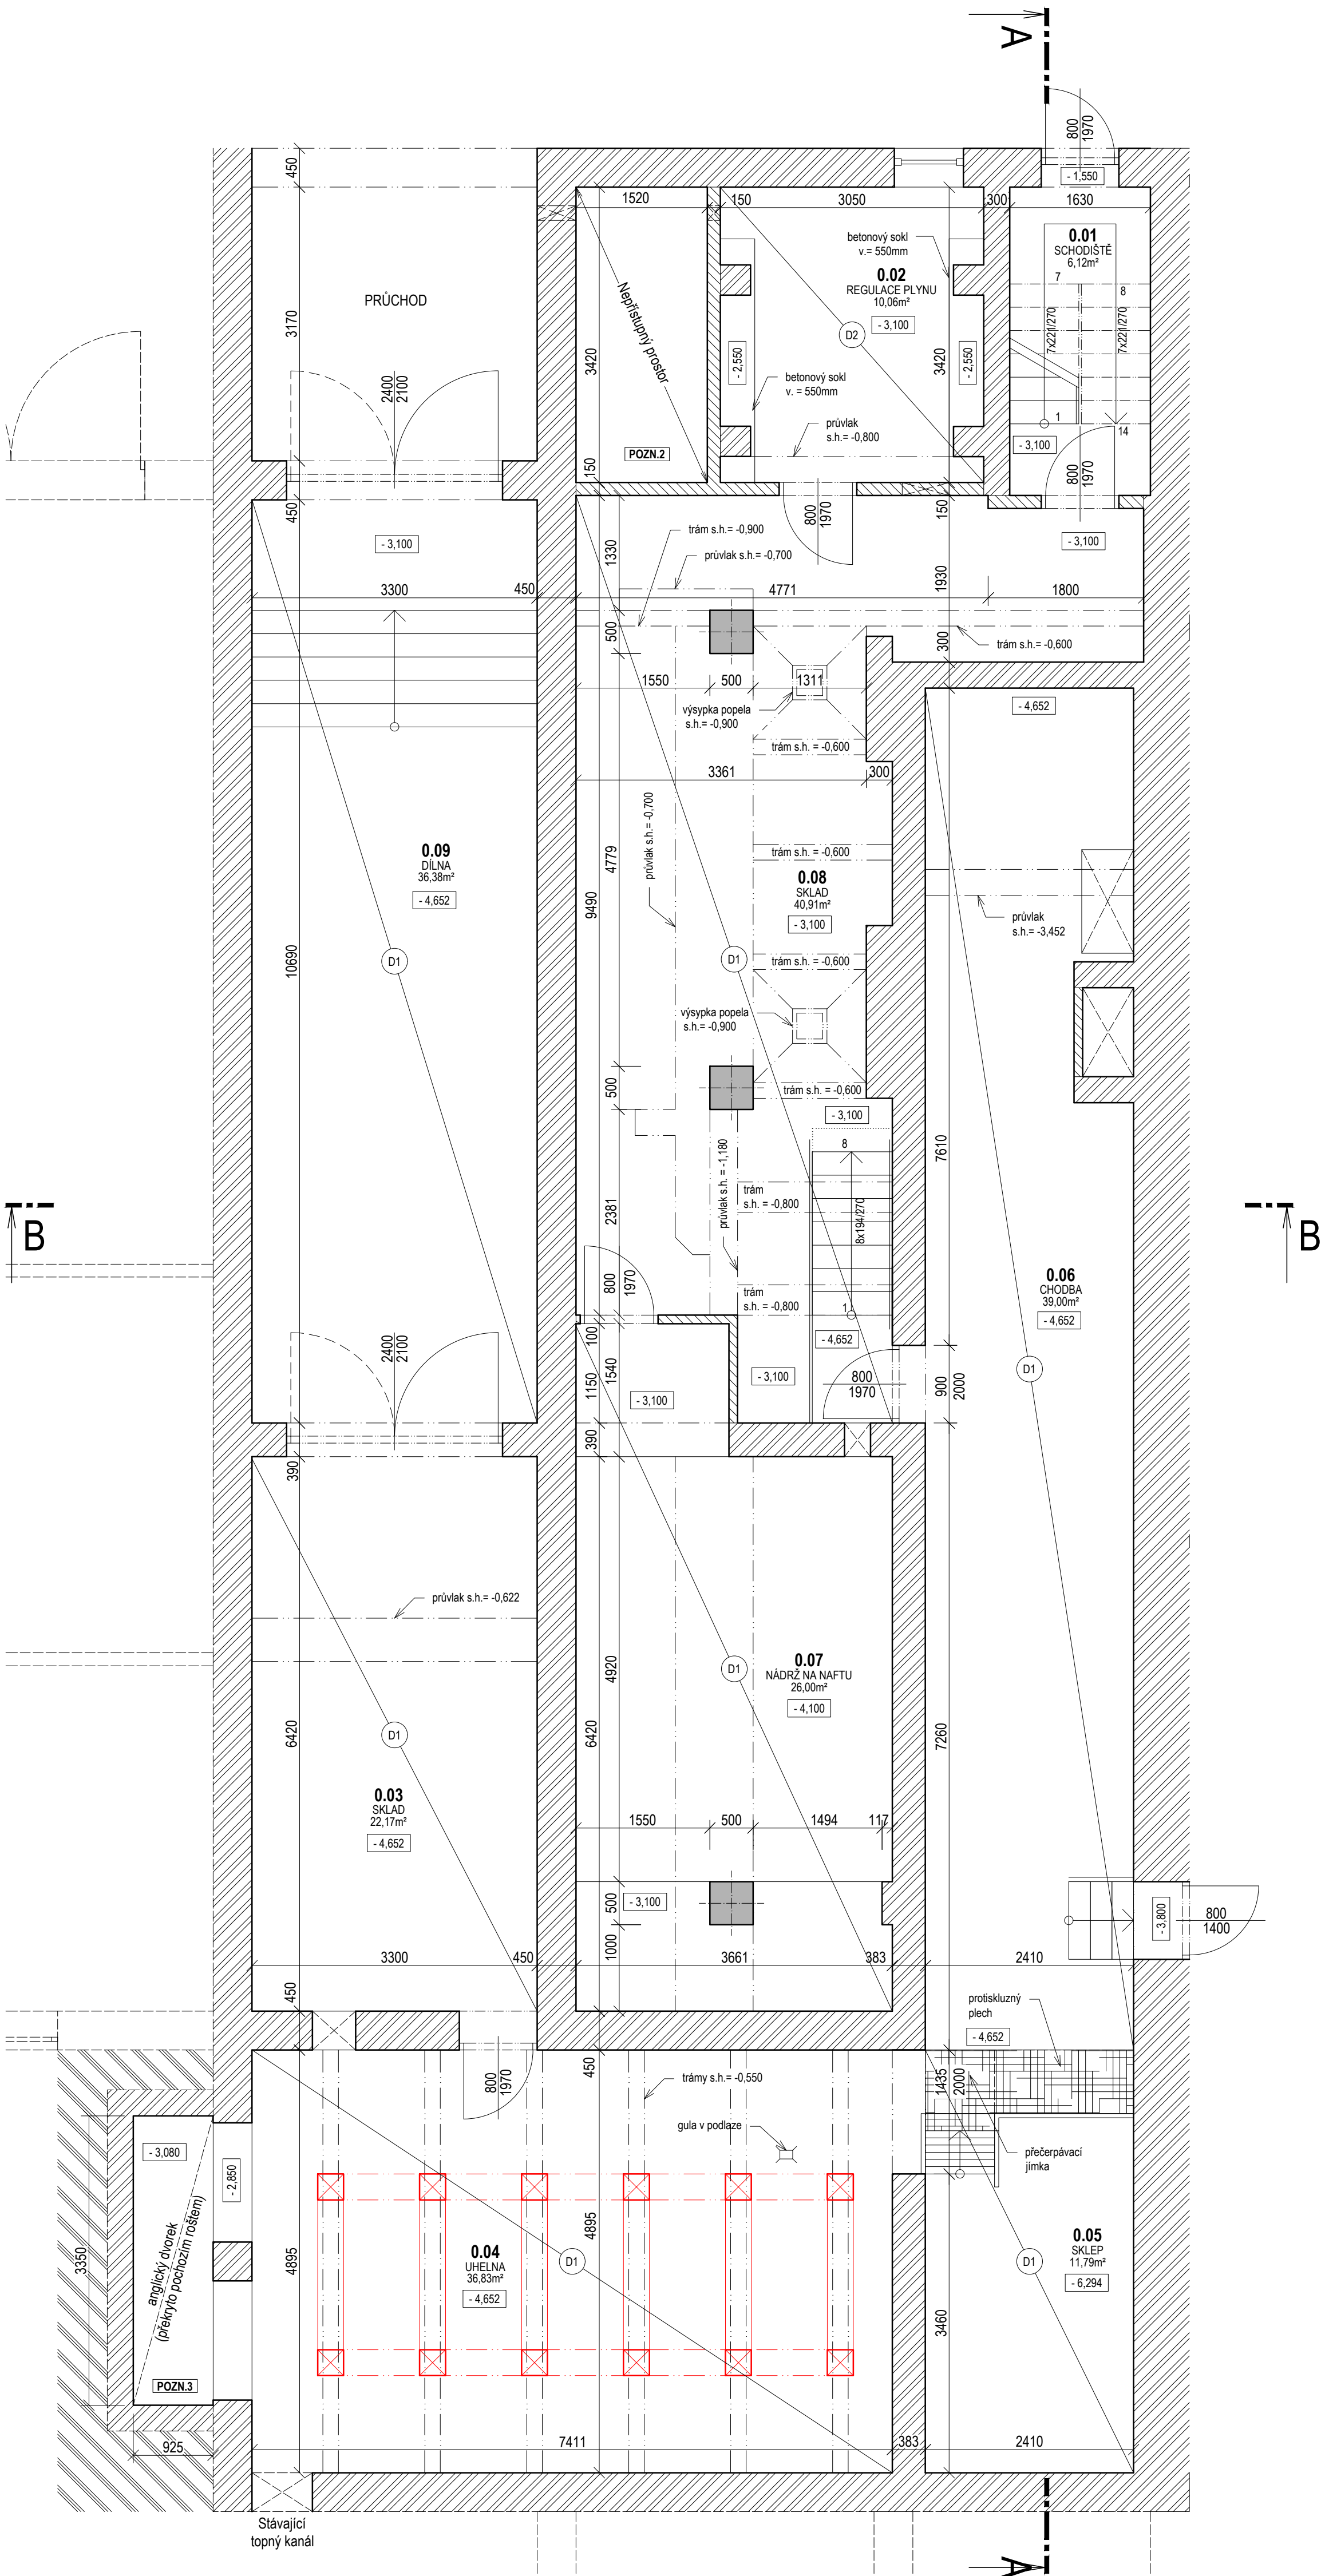 A
800
1970
- 1,550
450
1520
150
3050
300
1630
betonový sokl
v.= 550mm
0.01
SCHODIŠTĚ
6,12m²
0.02
REGULACE PLYNU
10,06m²
- 3,100
7
8
7x221/270
7x221/270
PRŮCHOD
3170
Nepřístupný prostor
3420
D2
3420
- 2,550
- 2,550
betonový sokl
v. = 550mm
2400
2100
průvlak
s.h.= -0,800
1
14
- 3,100
POZN.2
150
800
1970
450
800
1970
150
- 3,100
trám s.h.= -0,900
- 3,100
1330
průvlak s.h.= -0,700
3300
450
4771
1930
1800
500
300
trám s.h.= -0,600
1550
500
1311
výsypka popela
s.h.= -0,900
- 4,652
trám s.h.= -0,600
3361
300
průvlak s.h.= -0,700
0.09
DÍLNA
36,38m²
- 4,652
4779
trám s.h. = -0,600
0.08
SKLAD
40,91m²
- 3,100
9490
průvlak
s.h.= -3,452
10690
D1
D1
trám s.h.= -0,600
výsypka popela
s.h.= -0,900
500
trám s.h. = -0,600
- 3,100
8
7610
průvlak s.h. = -1,180
trám
s.h. = -0,800
2381
8x194/270
B
B
800
1970
trám
s.h. = -0,800
1
0.06
CHODBA
39,00m²
- 4,652
100
- 4,652
1540
1150
2400
2100
D1
- 3,100
- 3,100
800
1970
900
2000
390
390
průvlak s.h.= -0,622
4920
D1
0.07
NÁDRŽ NA NAFTU
26,00m²
- 4,100
6420
D1
6420
7260
0.03
SKLAD
22,17m²
- 4,652
1550
500
1494
117
500
- 3,100
- 3,800
800
1400
1000
3300
450
3661
383
2410
450
protiskluzný
plech
- 4,652
450
800
1970
trámy s.h.= -0,550
1435
2000
gula v podlaze
přečerpávací
jímka
- 3,080
- 2,850
anglický dvorek
(překryto pochozím roštem)
3350
4895
4895
0.04
UHELNA
36,83m²
- 4,652
D1
D1
0.05
SKLEP
11,79m²
- 6,294
3460
POZN.3
925
7411
383
2410
Stávající
topný kanál
A